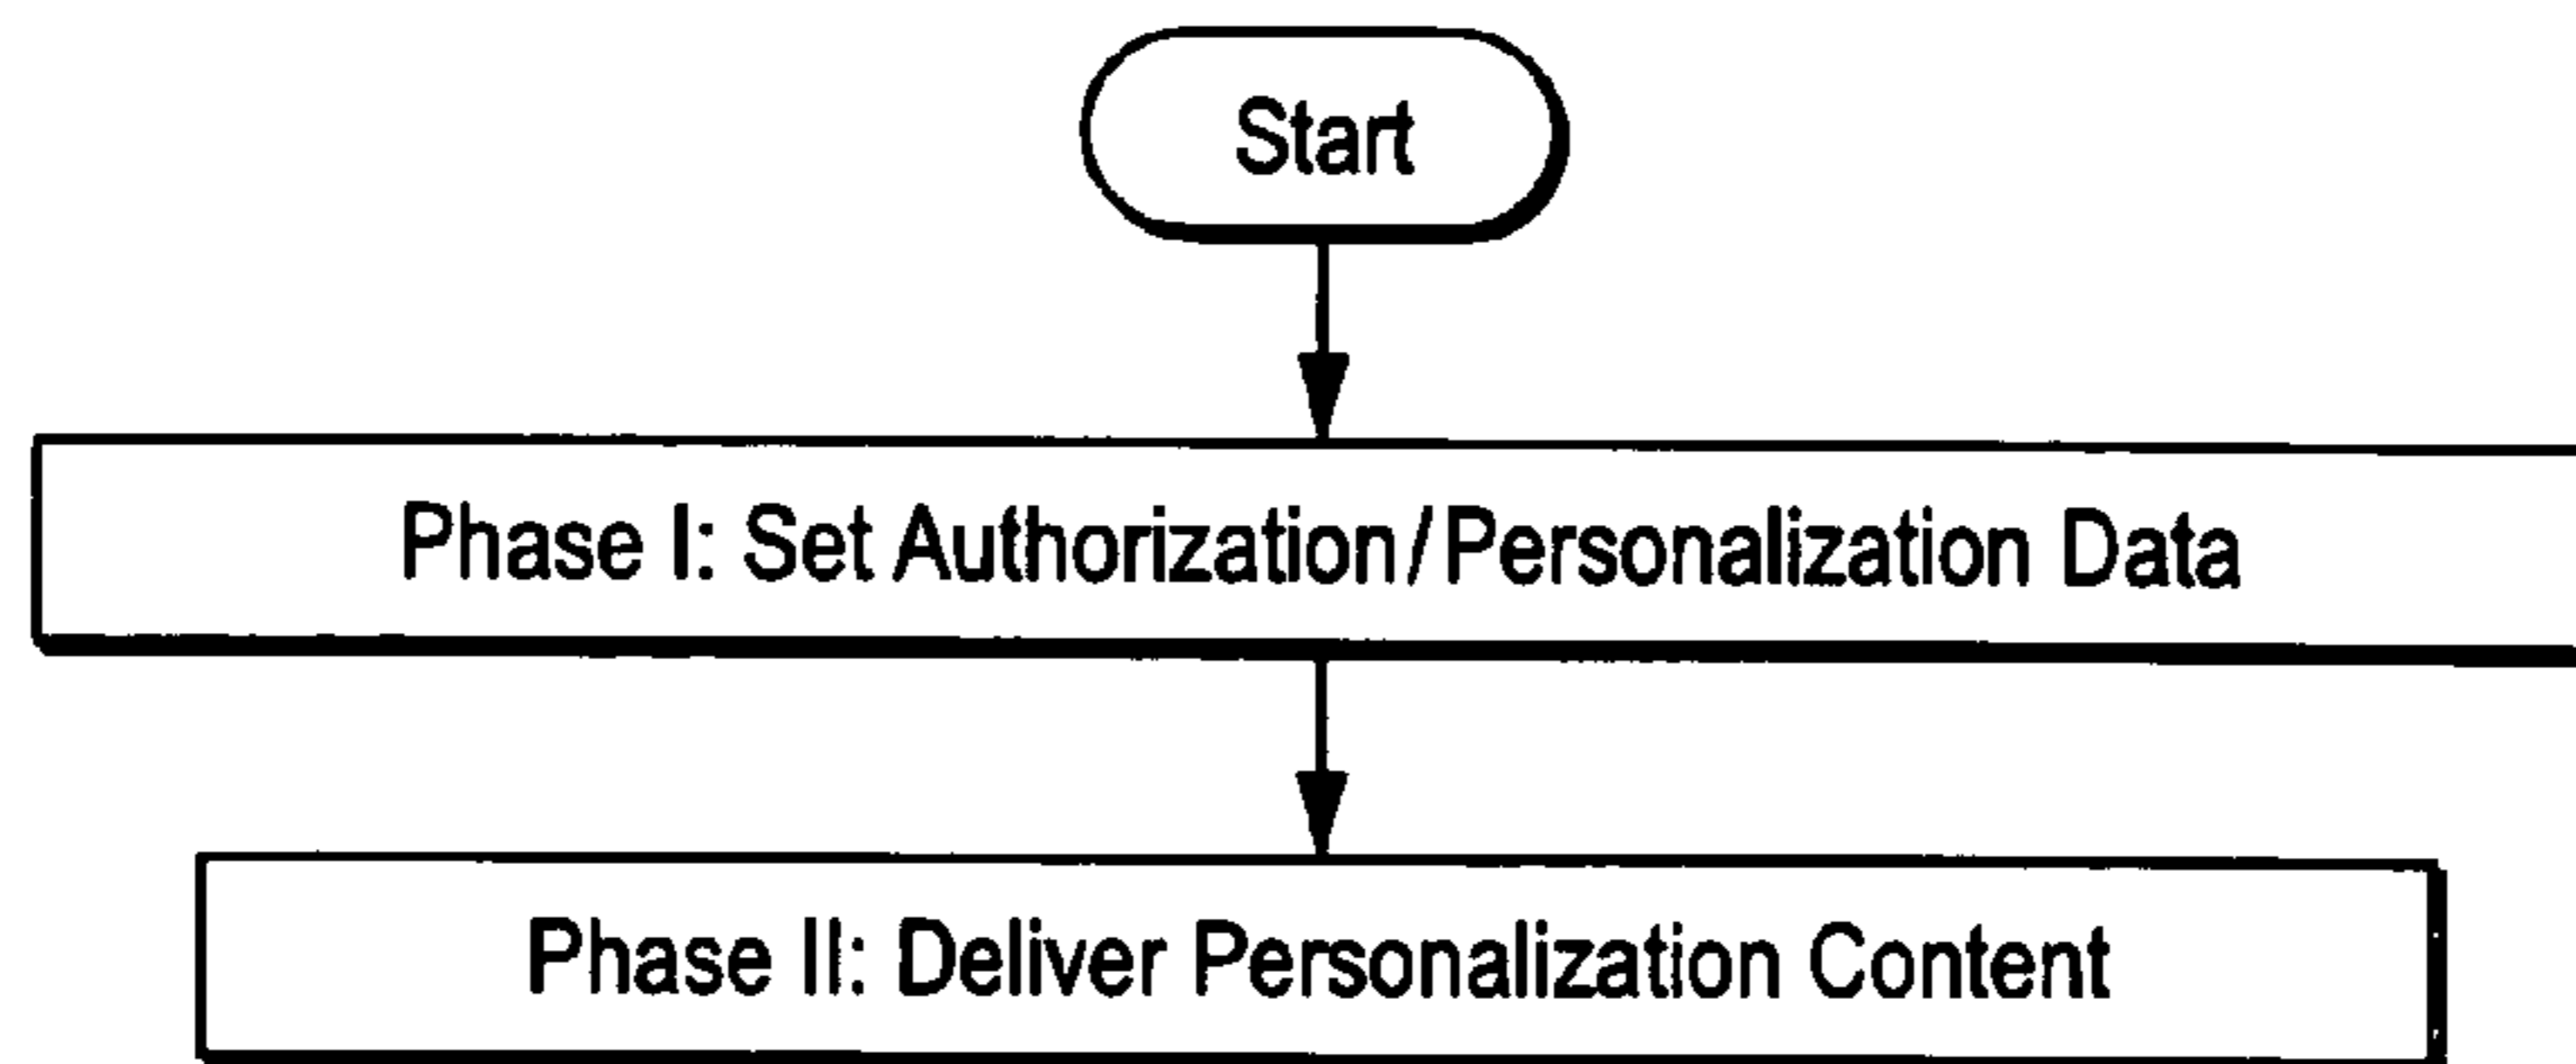 Start
Phase I: Set Authorization/Personalization Data
Phase II: Deliver Personalization Content